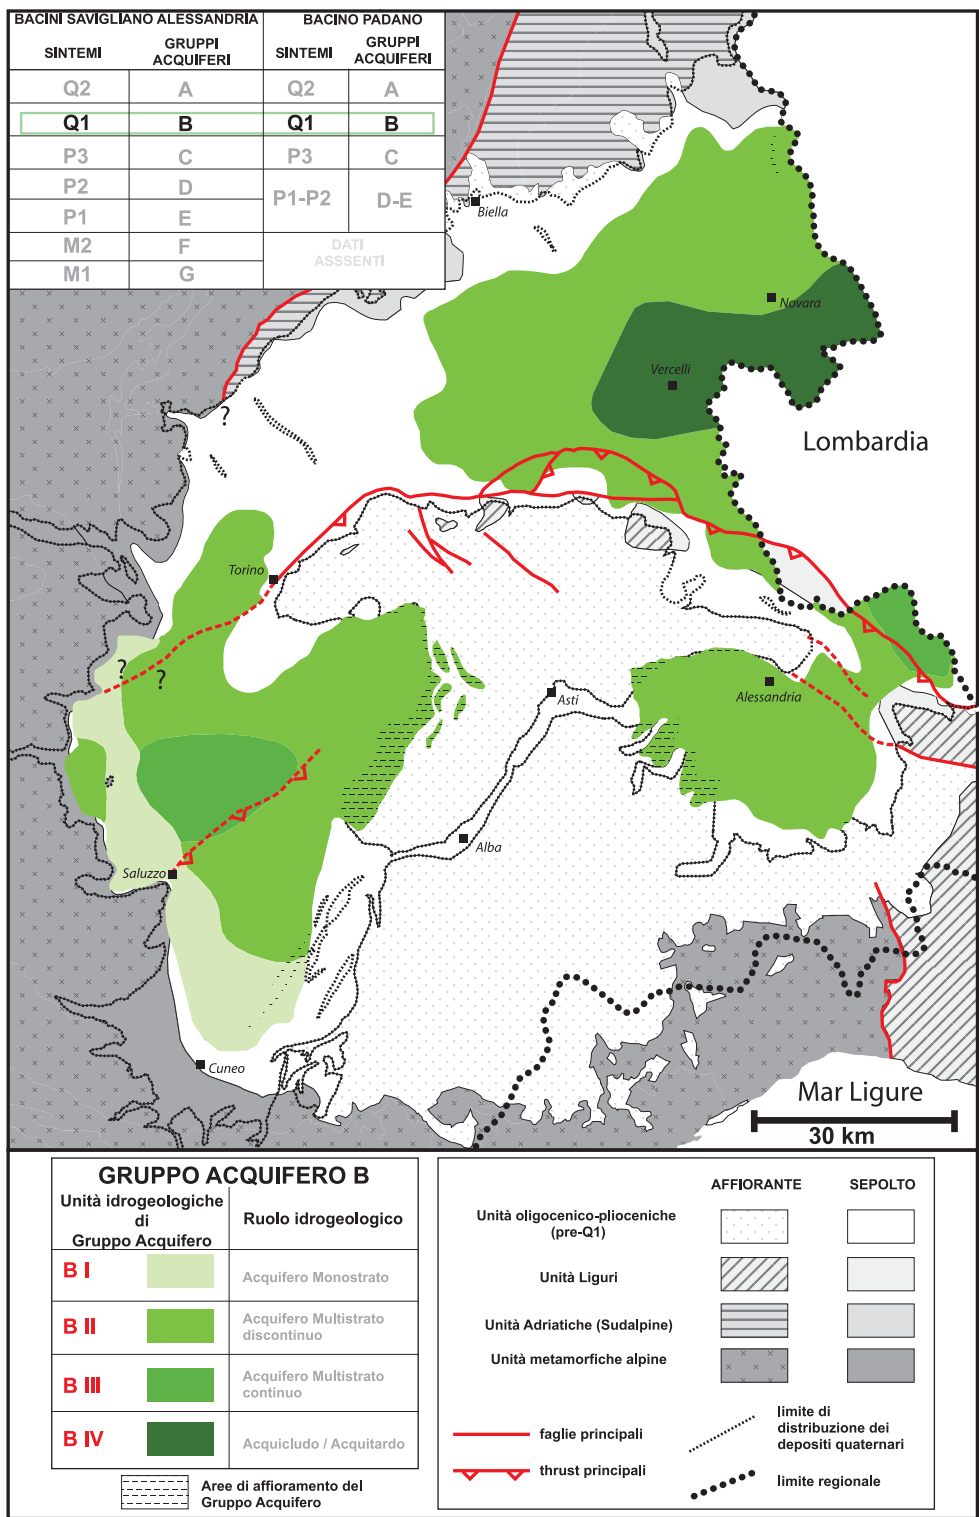 BACINI SAVIGLIANO ALESSANDRIA
BACINO PADANO
SINTEMI
GRUPPI
ACQUIFERI
SINTEMI
GRUPPI
ACQUIFERI
Q2 A Q2 A
Q1 B Q1 B
P3 C P3 C
P2 D
P1-P2 D-E
P1 E
M2 F
DATI
ASSSENTI
M1 G
Biella
Novara
Vercelli
?
Lombardia
Torino
?
?
Asti
Alessandria
Alba
Saluzzo
Cuneo
Mar Ligure
30 km
GRUPPO ACQUIFERO B
Unità idrogeologiche
di
Gruppo Acquifero
Ruolo idrogeologico
B I Acquifero Monostrato
B II Acquifero Multistrato
discontinuo
B III Acquifero Multistrato
continuo
B IV Acquicludo / Acquitardo
Aree di affioramento del
Gruppo Acquifero
AFFIORANTE SEPOLTO
Unità oligocenico-plioceniche
(pre-Q1)
Unità Liguri
Unità Adriatiche (Sudalpine)
Unità metamorfiche alpine
faglie principali
thrust principali
limite di
distribuzione dei
depositi quaternari
limite regionale